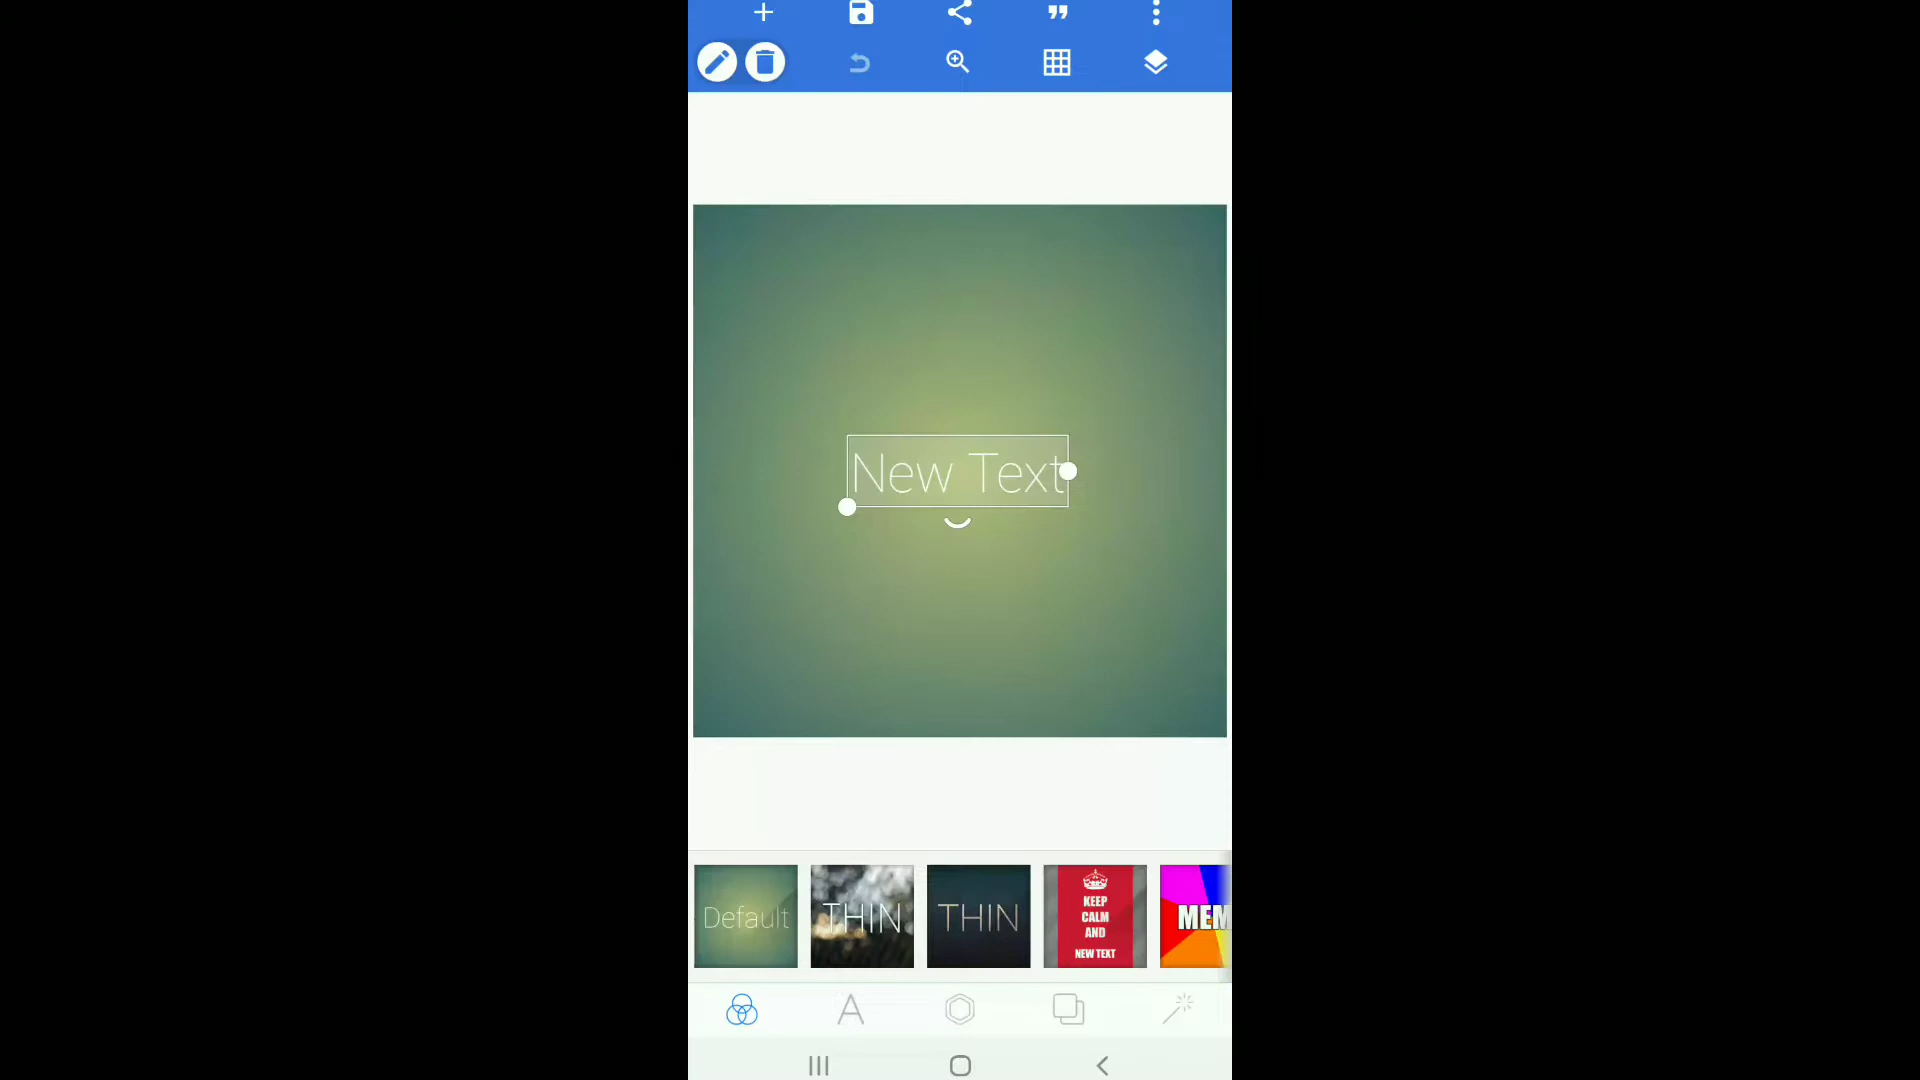 New Text
Default
THIN
THIN
KEEP
CALM
AND
NEW TEXT
MEM